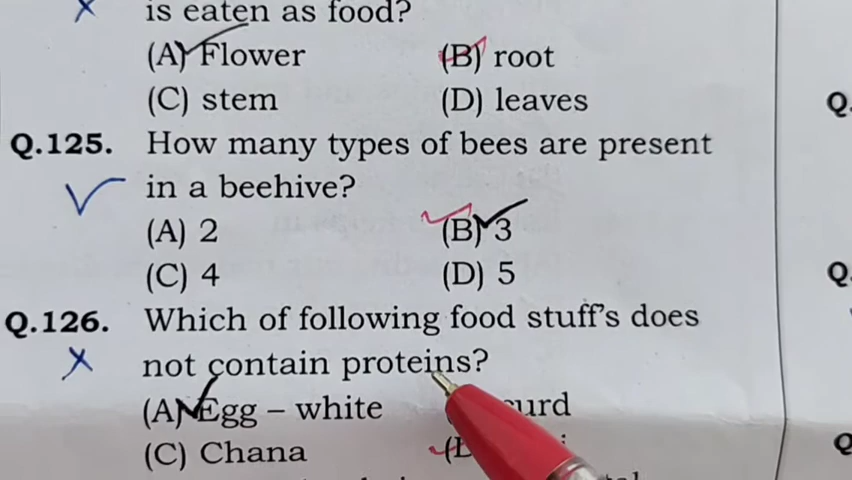 is eaten as food?
(A) Flower (B) root
(C) stem (D) leaves
Q.125. How many types of bees are present
in a beehive?
(A) 2 (B) 3
(C) 4 (D) 5
Q.126. Which of following food stuff's does
not contain proteins?
(A) Egg – white curd
(C) Chana